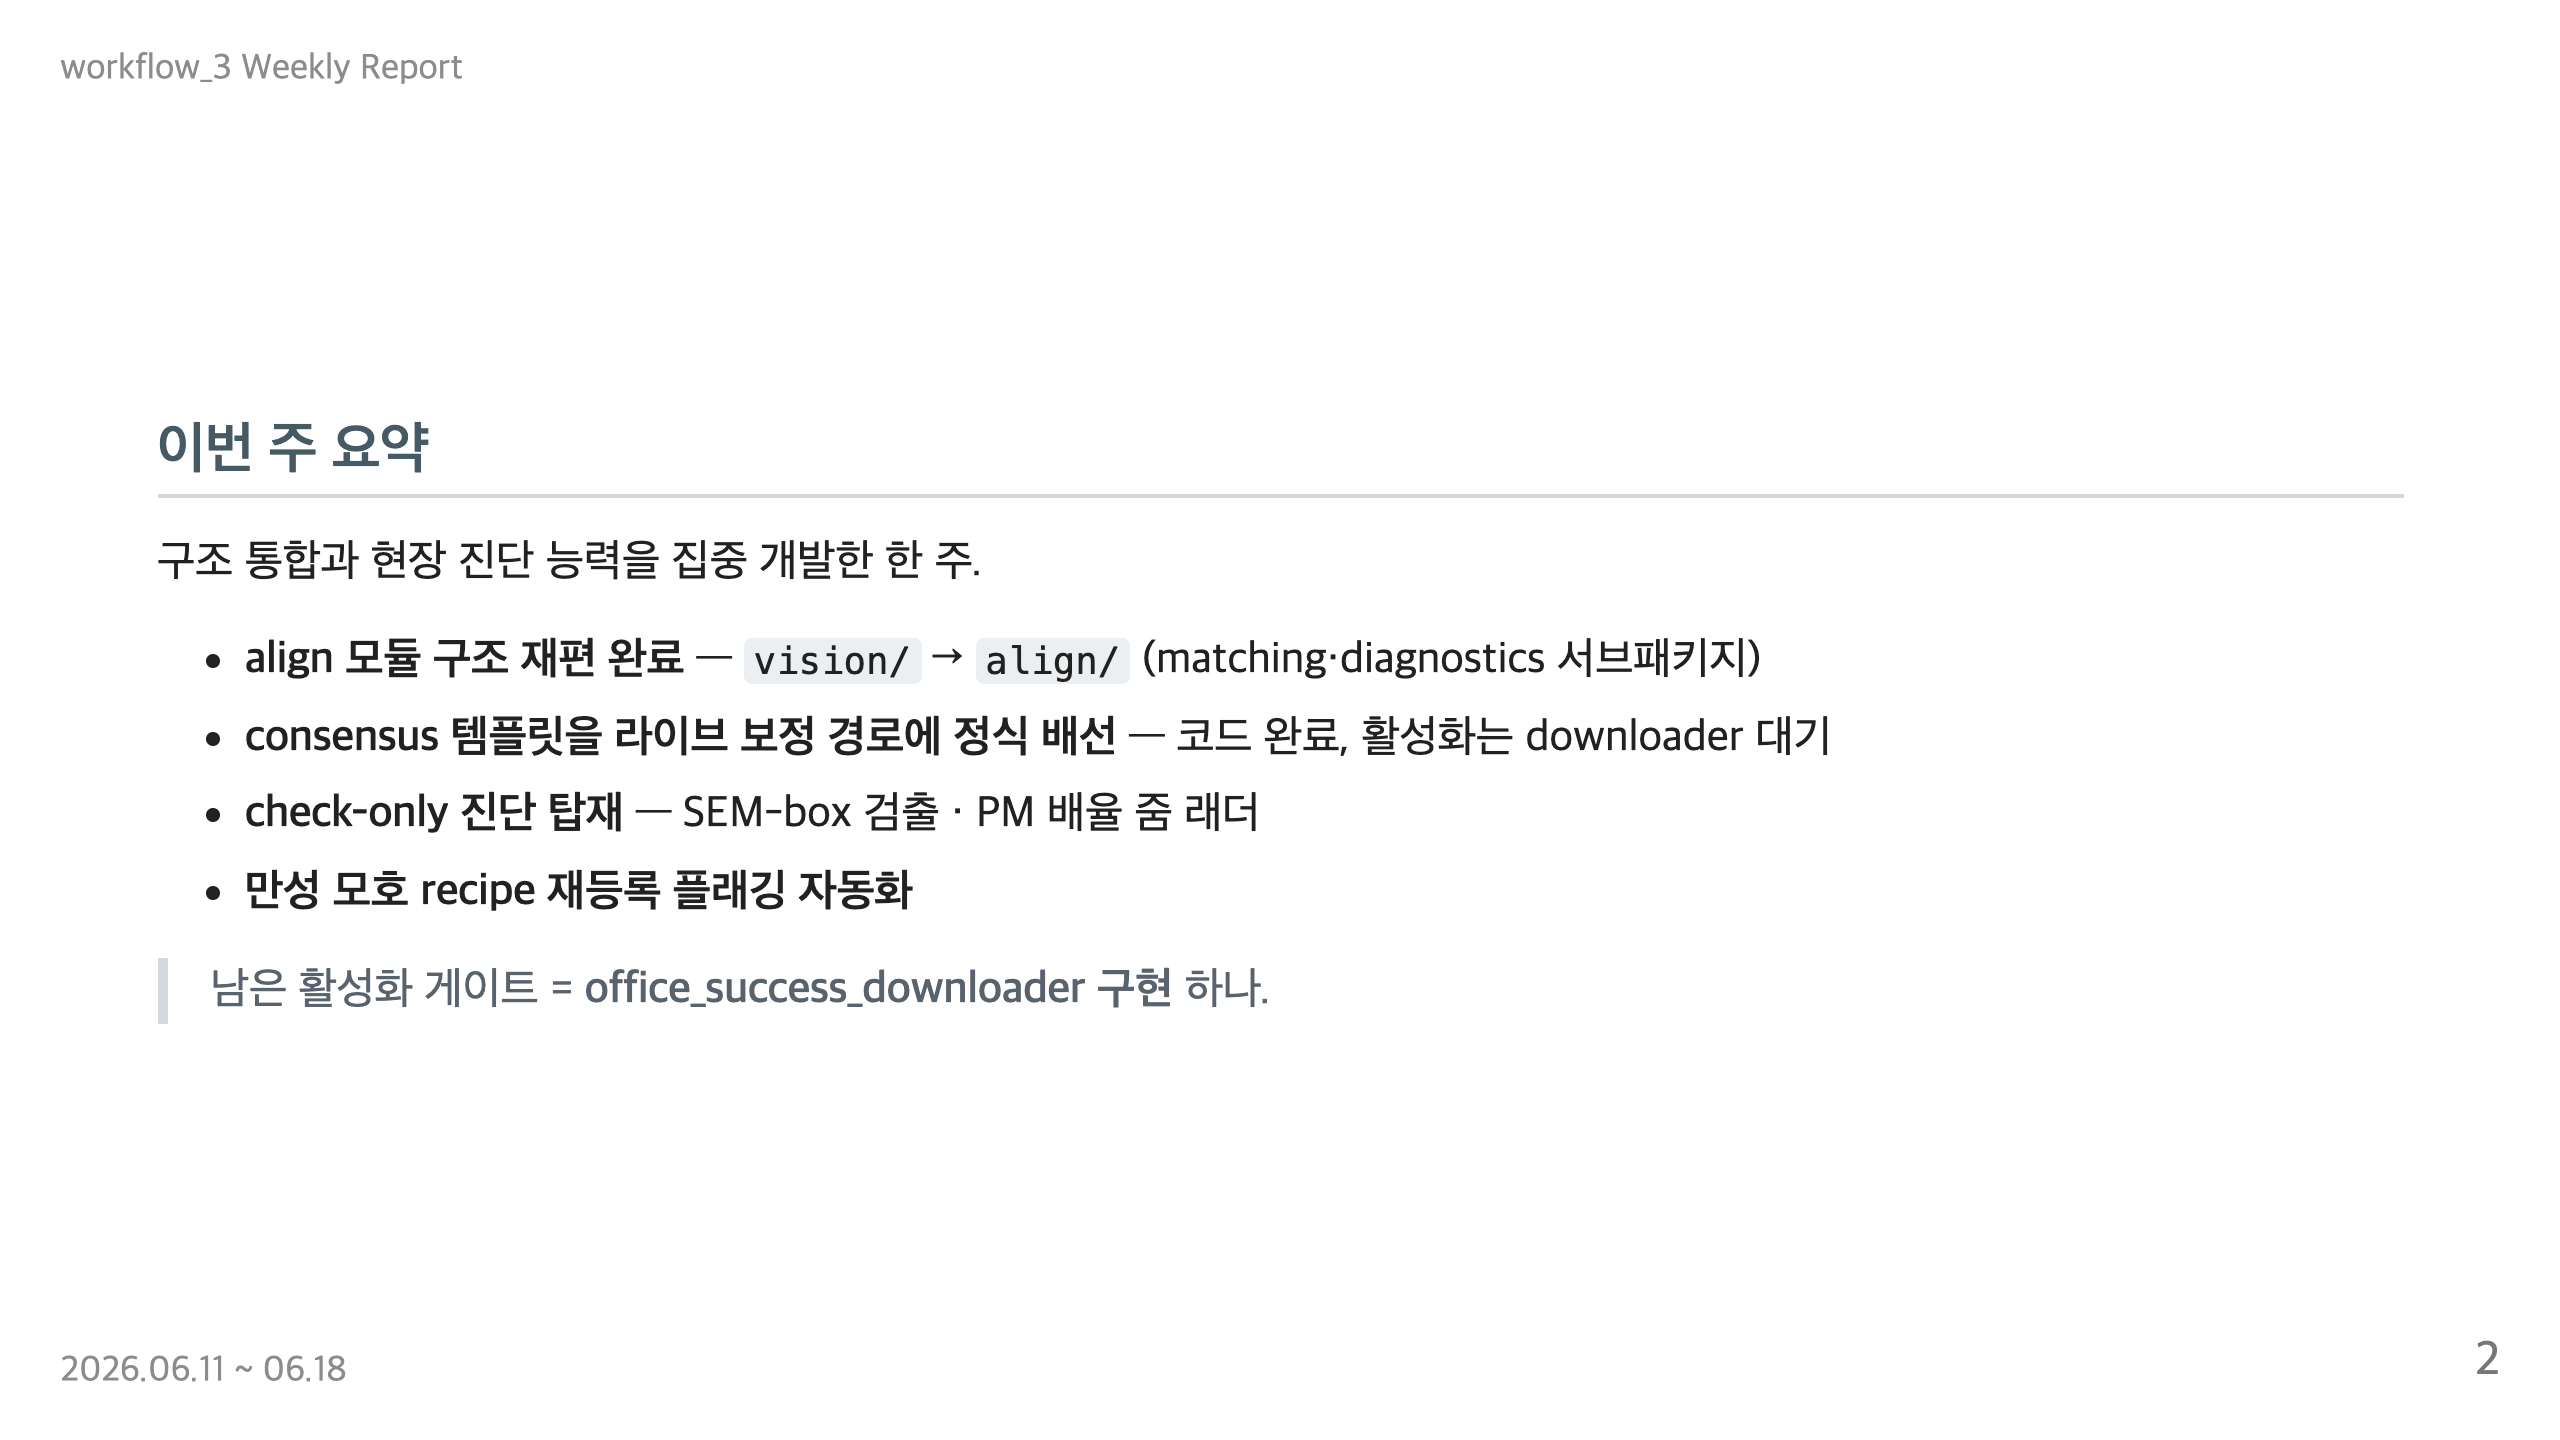 workflow_3 Weekly Report
이번 주 요약
구조 통합과 현장 진단 능력을 집중 개발한 한 주.
• align 모듈 구조 재편 완료 — vision/ → align/ (matching·diagnostics 서브패키지)
• consensus 템플릿을 라이브 보정 경로에 정식 배선 — 코드 완료, 활성화는 downloader 대기
• check-only 진단 탑재 — SEM-box 검출 · PM 배율 줌 래더
• 만성 모호 recipe 재등록 플래깅 자동화
남은 활성화 게이트 = office_success_downloader 구현 하나.
2026.06.11 ~ 06.18
2